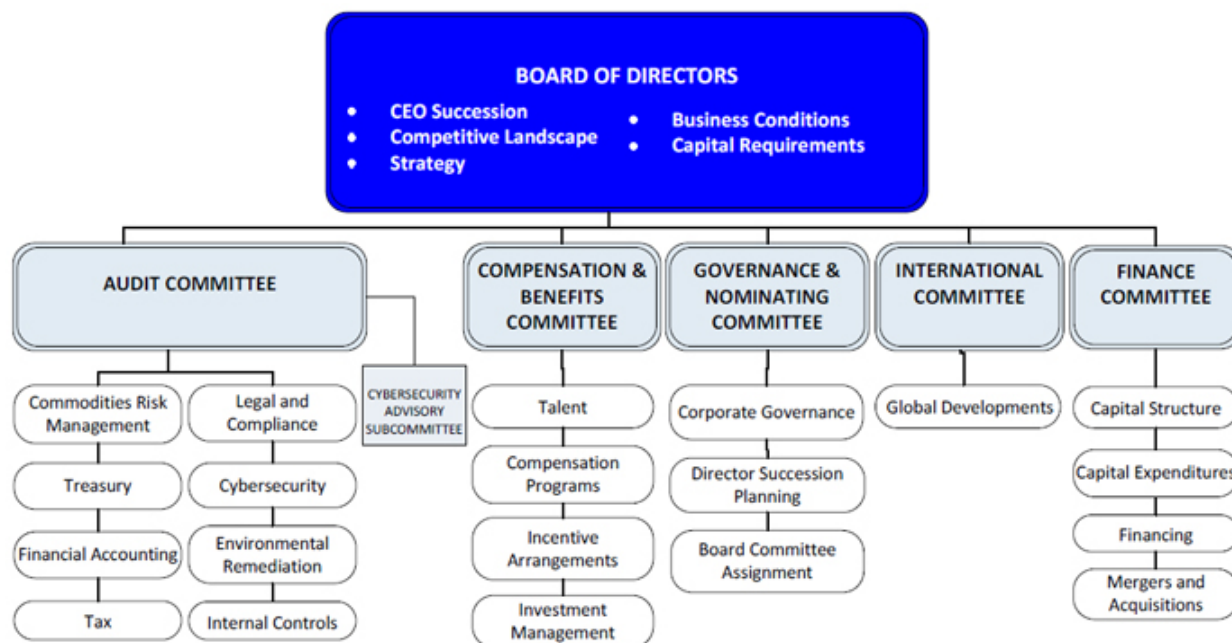 BOARD OF DIRECTORS
• CEO Succession
• Competitive Landscape
• Strategy
• Business Conditions
• Capital Requirements
AUDIT COMMITTEE
CYBERSECURITY
ADVISORY
SUBCOMMITTEE
Commodities Risk
Management
Treasury
Financial Accounting
Tax
Legal and
Compliance
Cybersecurity
Environmental
Remediation
Internal Controls
COMPENSATION &
BENEFITS
COMMITTEE
Talent
Compensation
Programs
Incentive
Arrangements
Investment
Management
GOVERNANCE &
NOMINATING
COMMITTEE
Corporate Governance
Director Succession
Planning
Board Committee
Assignment
INTERNATIONAL
COMMITTEE
Global Developments
FINANCE
COMMITTEE
Capital Structure
Capital Expenditures
Financing
Mergers and
Acquisitions